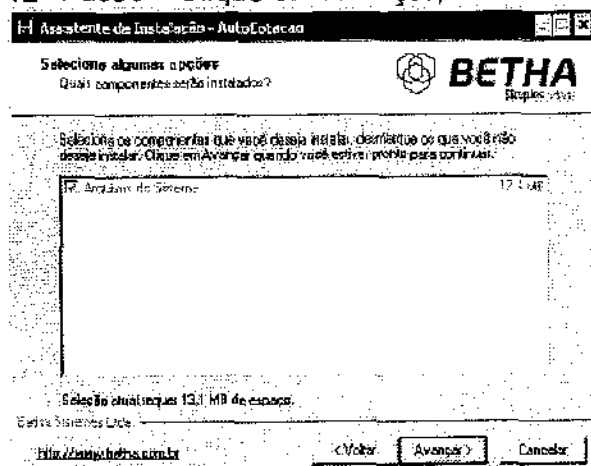 Assistente de Instalação - AutoCotacao
Selecione algumas opções
Quais componentes serão instalados?
BETHA
Simples
Selecione os componentes que você deseja instalar, desmarque os que você não
deseja instalar. Clique em Avançar quando você estiver pronto para continuar.
Arquivos do Sistema
MB
Seleção atual requer 13,1 MB de espaço.
Betha Sistemas Ltda.
http://www.betha.com.br
<Voltar
Avançar>
Cancelar